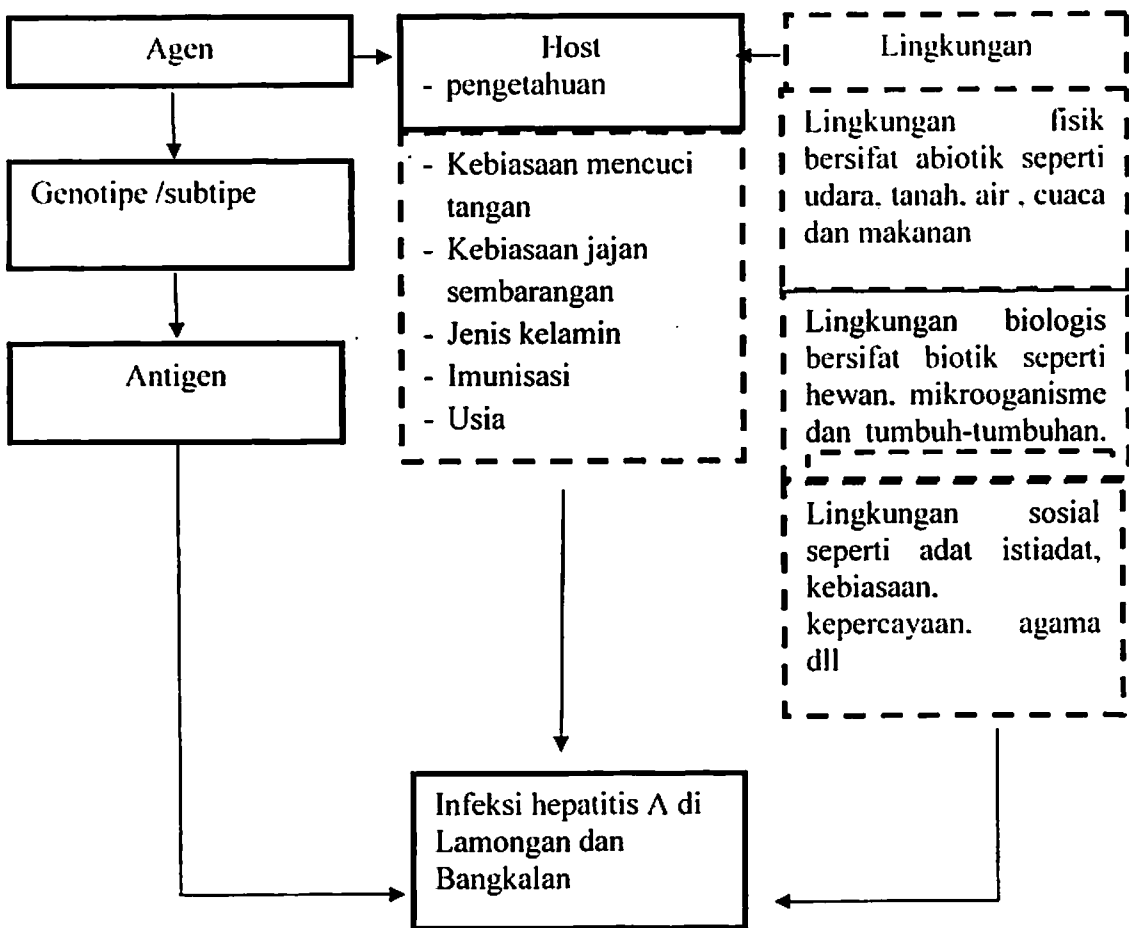 Agen
Genotipe /subtipe
Antigen
Host
- pengetahuan
- Kebiasaan mencuci
tangan
- Kebiasaan jajan
sembarangan
- Jenis kelamin
- Imunisasi
- Usia
Lingkungan
Lingkungan fisik
bersifat abiotik seperti
udara, tanah, air , cuaca
dan makanan
Lingkungan biologis
bersifat biotik seperti
hewan, mikrooganisme
dan tumbuh-tumbuhan.
Lingkungan sosial
seperti adat istiadat,
kebiasaan,
kepercayaan, agama
dll
Infeksi hepatitis A di
Lamongan dan
Bangkalan